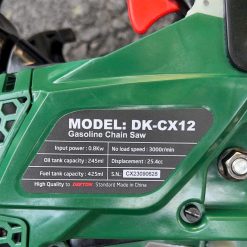 MODEL: DK-CX12
Gasoline Chain Saw
Input power : 0.8Kw
No load speed: 3000r/min
Oil tank capacity : 245ml
Displacement : 25.4cc
Fuel tank capacity : 425ml
S.N.: CX23090525
High Quality to DAYTON Standard Made in China